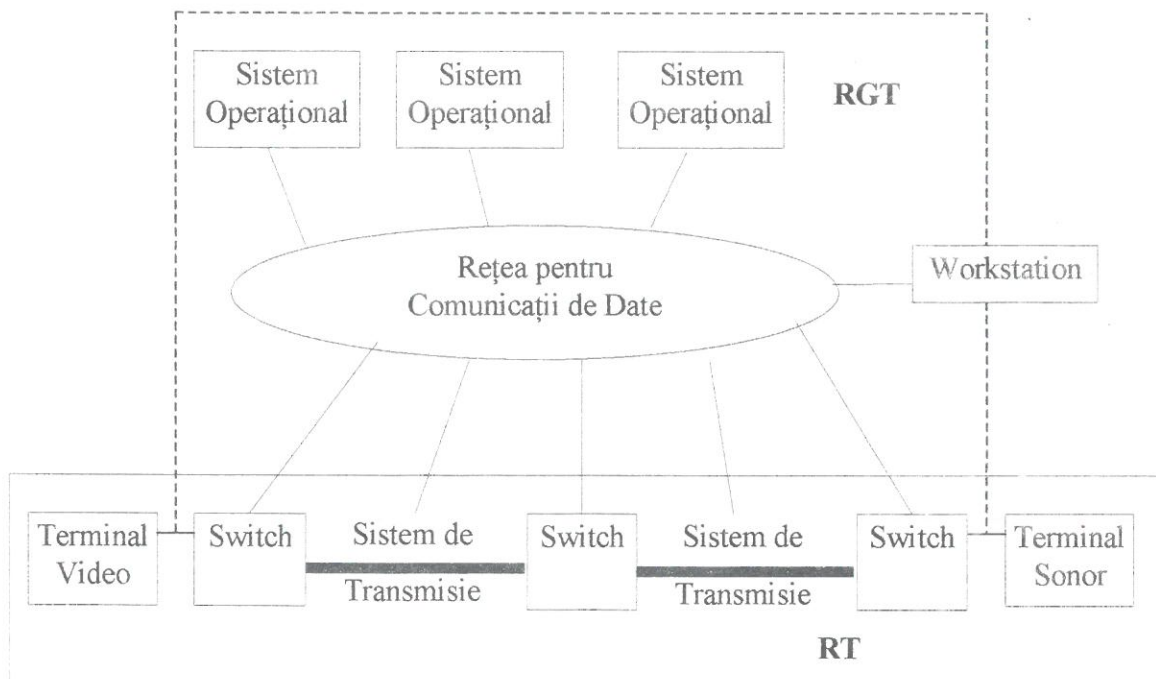 Sistem
Operațional
Sistem
Operațional
Sistem
Operațional
RGT
Rețea pentru
Comunicații de Date
Workstation
Terminal
Video
Switch
Sistem de
Transmisie
Switch
Sistem de
Transmisie
Switch
Terminal
Sonor
RT